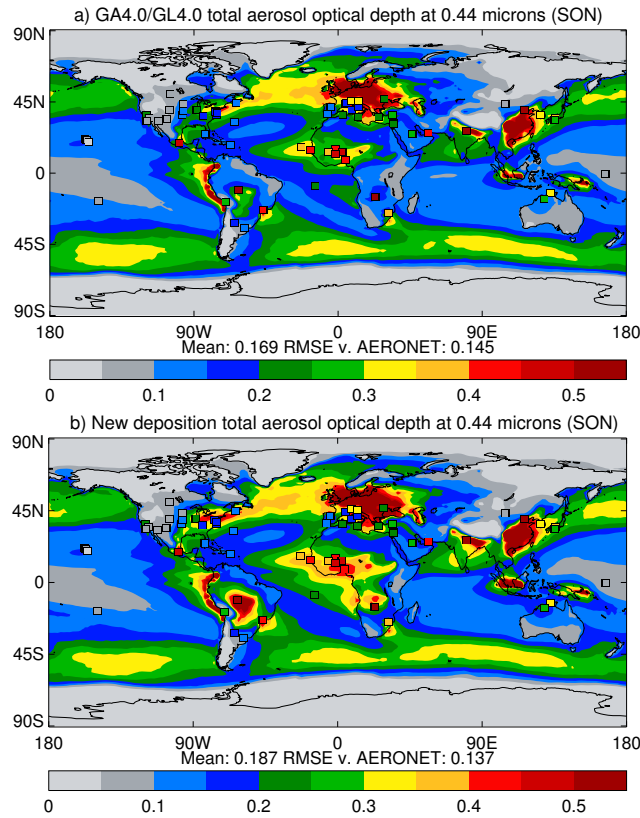 a) GA4.0/GL4.0 total aerosol optical depth at 0.44 microns (SON)
90N
45N
0
45S
90S
180 90W 0 90E 180
Mean: 0.169 RMSE v. AERONET: 0.145
0 0.1 0.2 0.3 0.4 0.5
b) New deposition total aerosol optical depth at 0.44 microns (SON)
90N
45N
0
45S
90S
180 90W 0 90E 180
Mean: 0.187 RMSE v. AERONET: 0.137
0 0.1 0.2 0.3 0.4 0.5